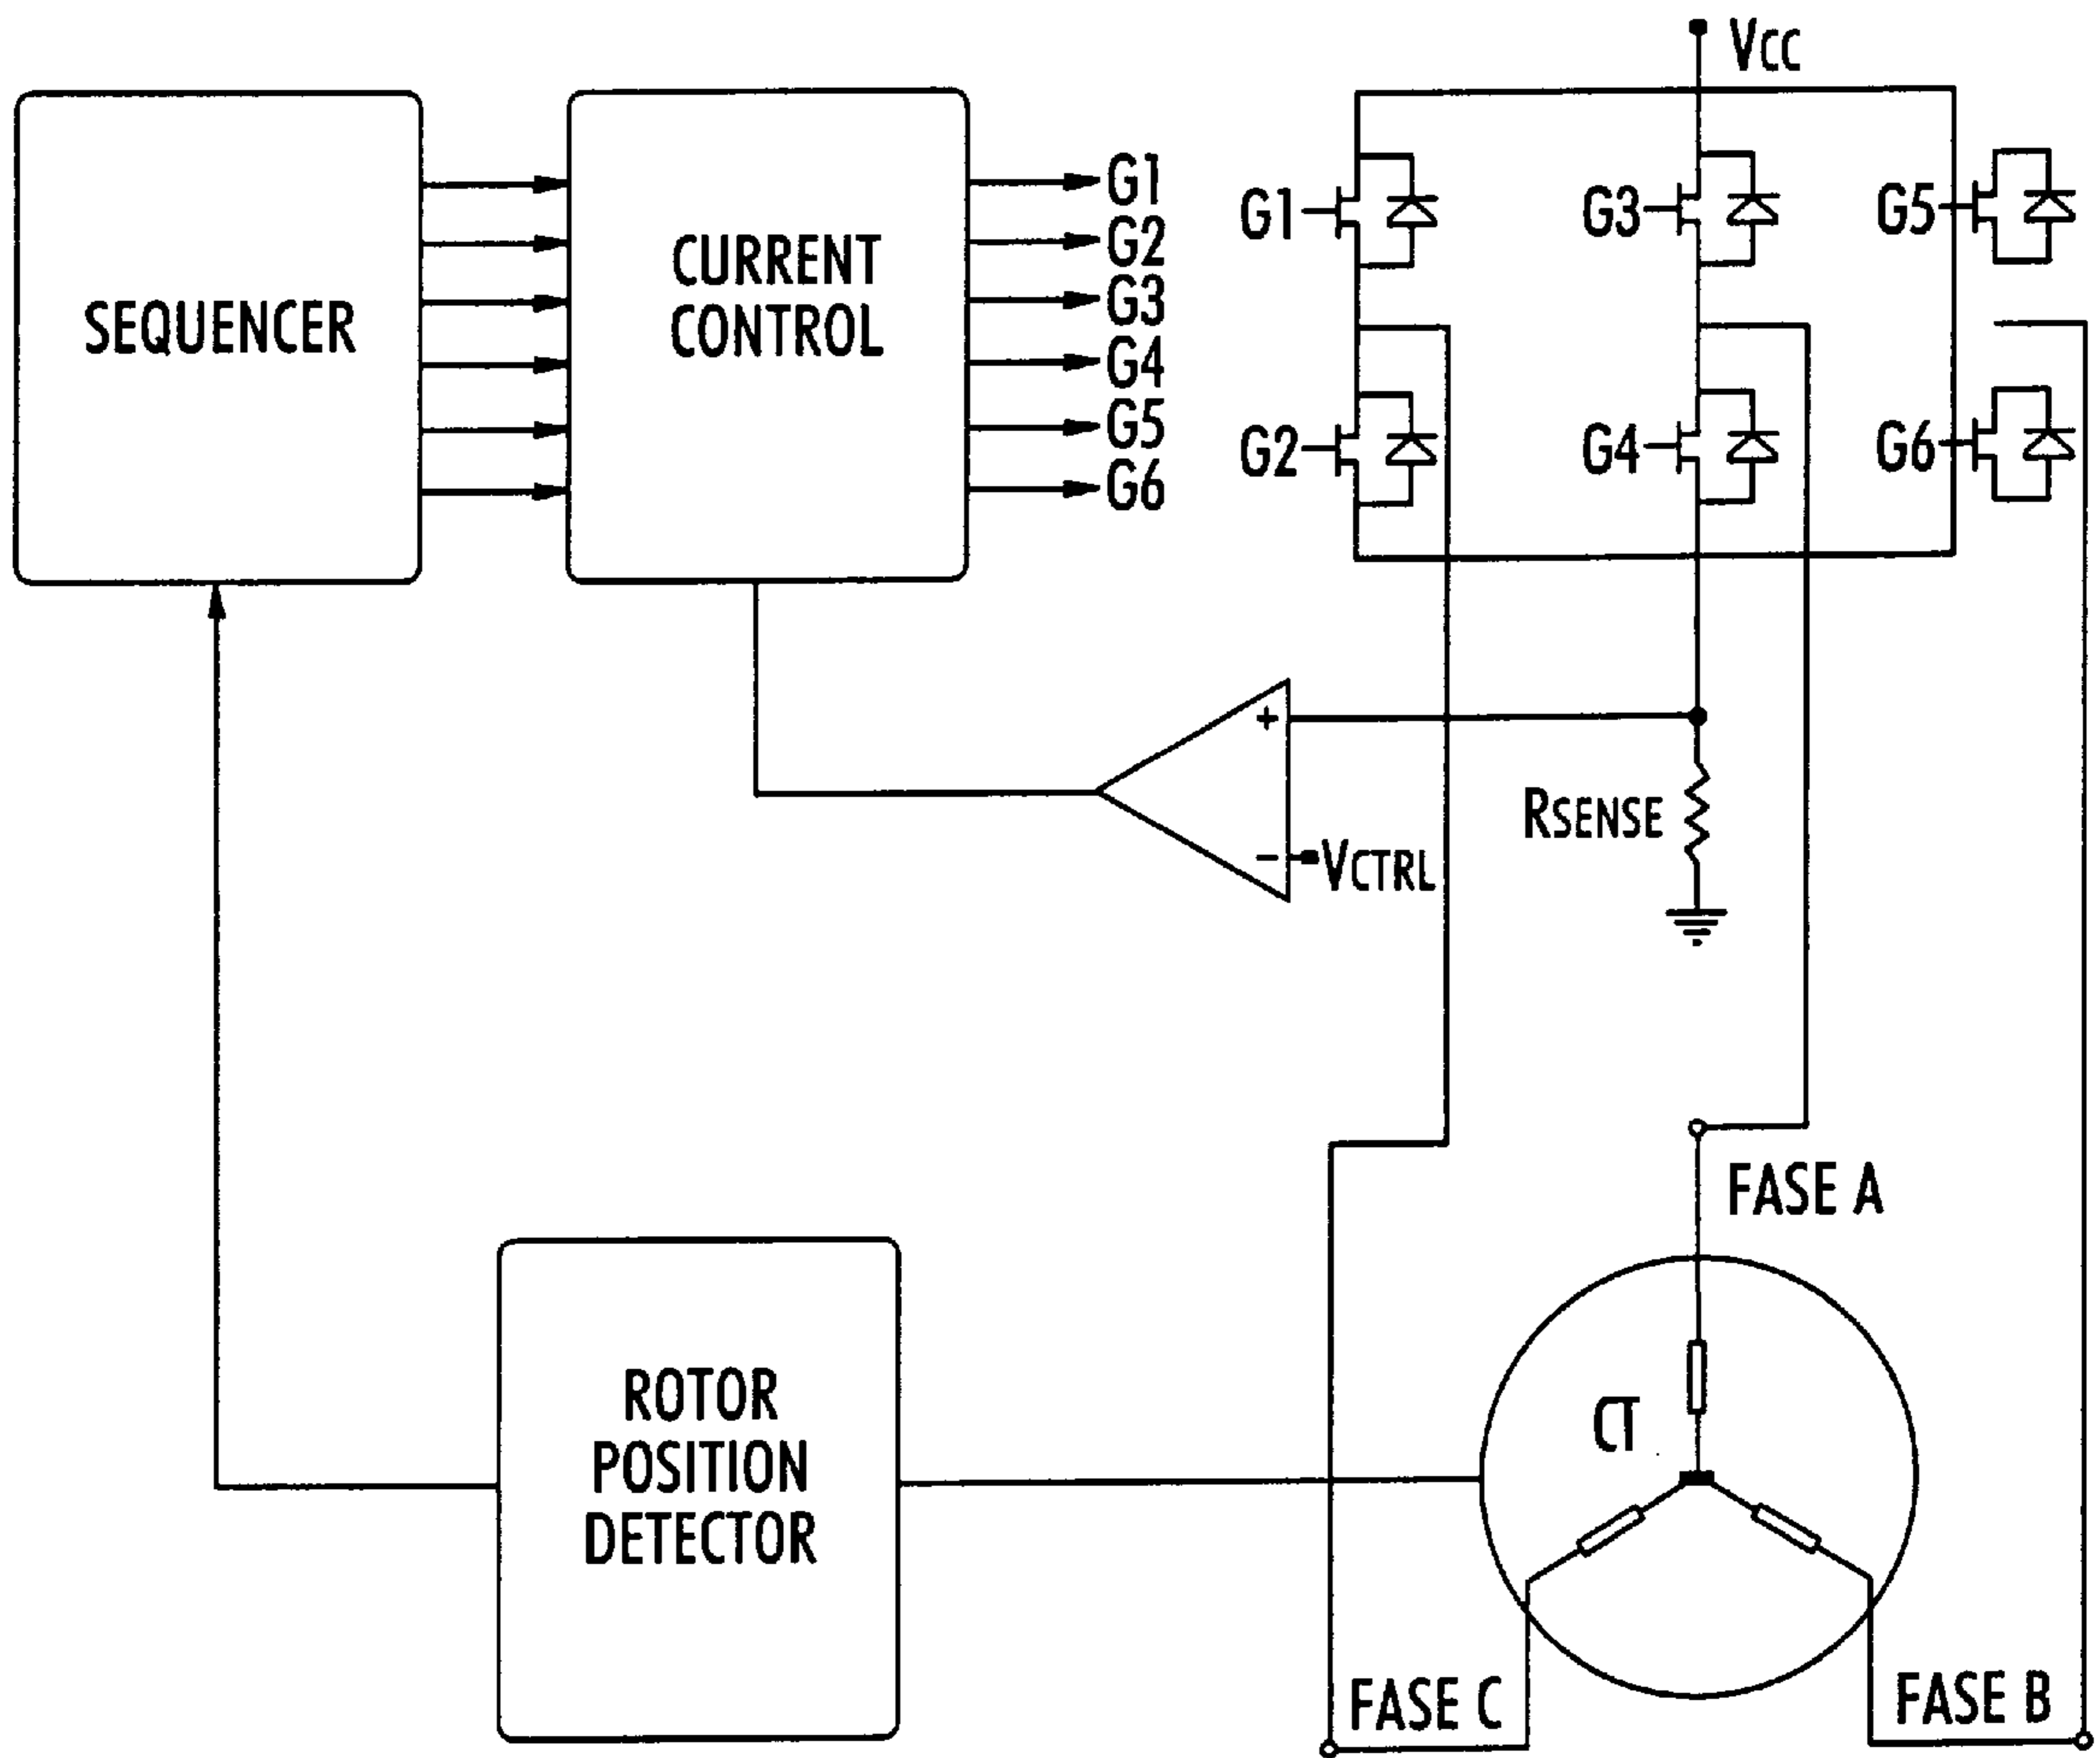 VCC
SEQUENCER
CURRENT
CONTROL
G1
G2
G3
G4
G5
G6
G1
G3
G5
G2
G4
G6
+
−
VCTRL
RSENSE
FASE A
CT
ROTOR
POSITION
DETECTOR
FASE C
FASE B